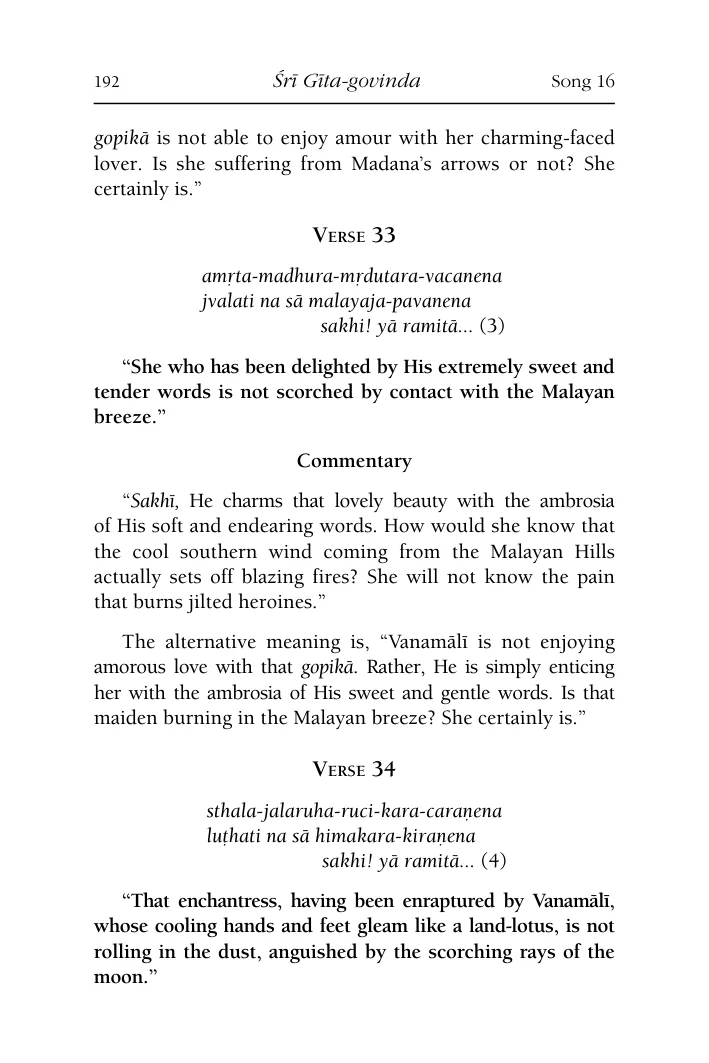 192 Śrī Gīta-govinda Song 16
gopikā is not able to enjoy amour with her charming-faced
lover. Is she suffering from Madana's arrows or not? She
certainly is.”
Verse 33
amṛta-madhura-mṛdutara-vacanena
jvalati na sā malayaja-pavanena
sakhi! yā ramitā... (3)
“She who has been delighted by His extremely sweet and
tender words is not scorched by contact with the Malayan
breeze.”
Commentary
“Sakhī, He charms that lovely beauty with the ambrosia
of His soft and endearing words. How would she know that
the cool southern wind coming from the Malayan Hills
actually sets off blazing fires? She will not know the pain
that burns jilted heroines.”
The alternative meaning is, “Vanamālī is not enjoying
amorous love with that gopikā. Rather, He is simply enticing
her with the ambrosia of His sweet and gentle words. Is that
maiden burning in the Malayan breeze? She certainly is.”
Verse 34
sthala-jalaruha-ruci-kara-caraṇena
luṭhati na sā himakara-kiraṇena
sakhi! yā ramitā... (4)
“That enchantress, having been enraptured by Vanamālī,
whose cooling hands and feet gleam like a land-lotus, is not
rolling in the dust, anguished by the scorching rays of the
moon.”